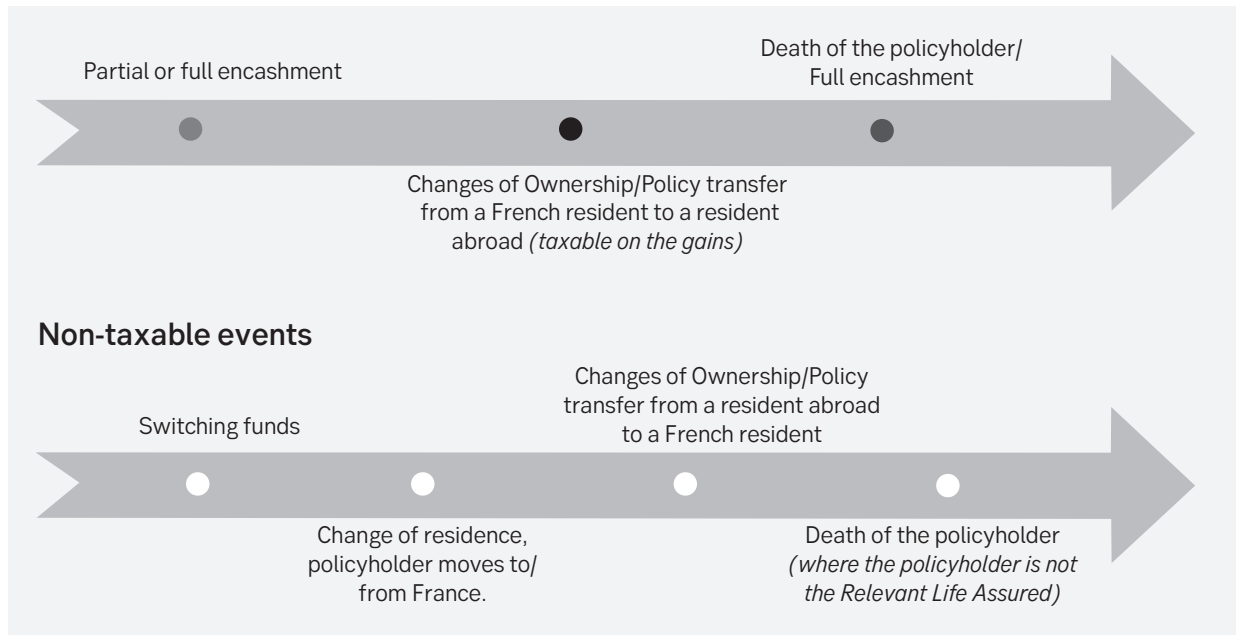 Partial or full encashment
Death of the policyholder/
Full encashment
Changes of Ownership/Policy transfer
from a French resident to a resident
abroad (taxable on the gains)
Non-taxable events
Switching funds
Changes of Ownership/Policy
transfer from a resident abroad
to a French resident
Change of residence,
policyholder moves to/
from France.
Death of the policyholder
(where the policyholder is not
the Relevant Life Assured)